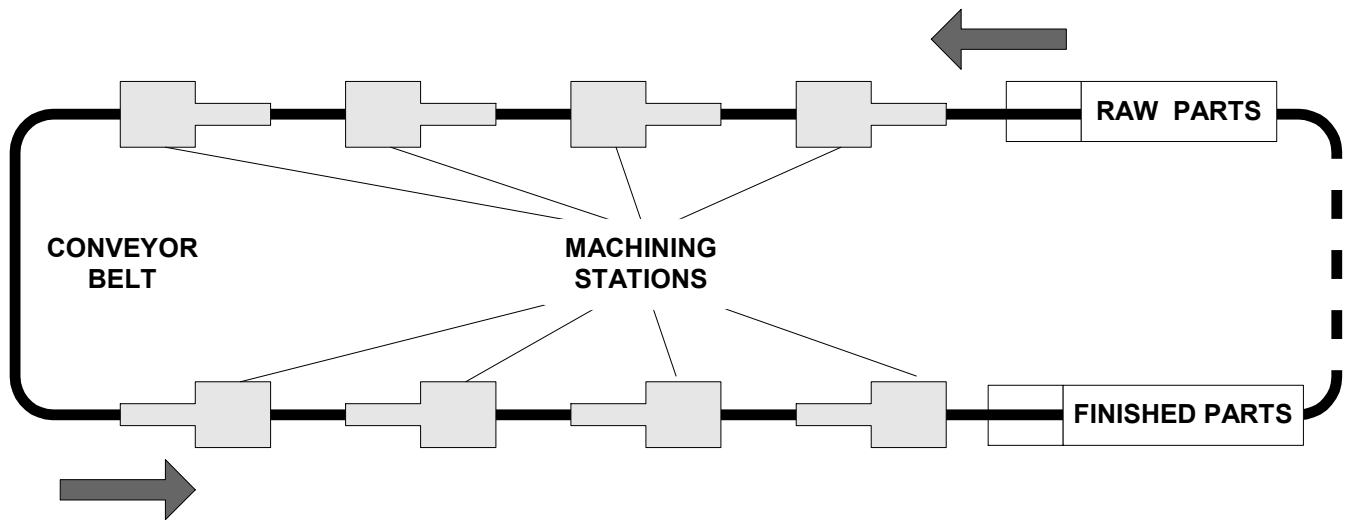 RAW PARTS
CONVEYOR
BELT
MACHINING
STATIONS
FINISHED PARTS